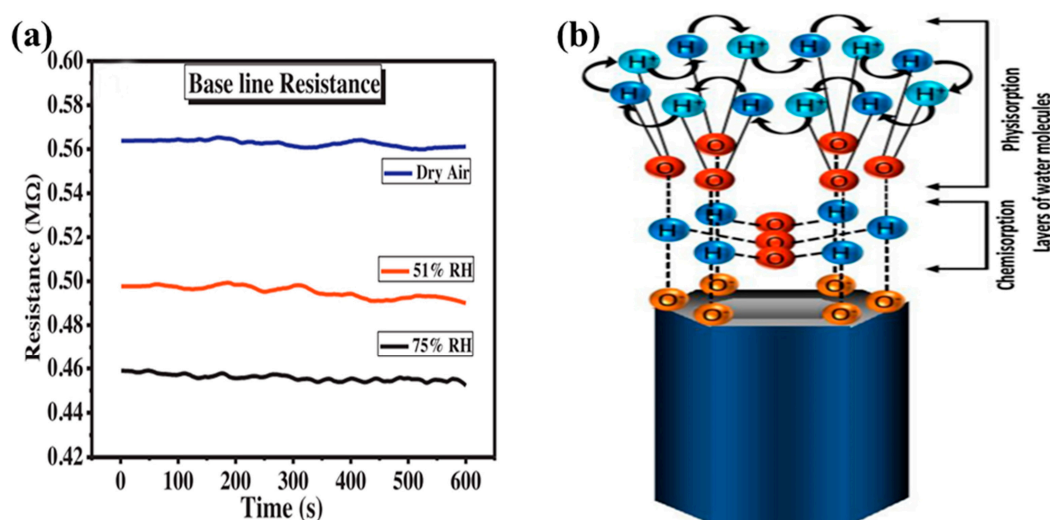 (a)
Base line Resistance
Resistance (MΩ)
0.60
0.58
0.56
0.54
0.52
0.50
0.48
0.46
0.44
0.42
Dry Air
51% RH
75% RH
0 100 200 300 400 500 600
Time (s)
(b)
H H⁺ H H⁺
H⁺ H
H H⁺
H⁺ H H⁺ H
O O
O O O O
H H
H O H
O
H O H
O⁻ O⁻
O⁻ O⁻
O⁻ O⁻
Physisorption
Chemisorption
Layers of water molecules